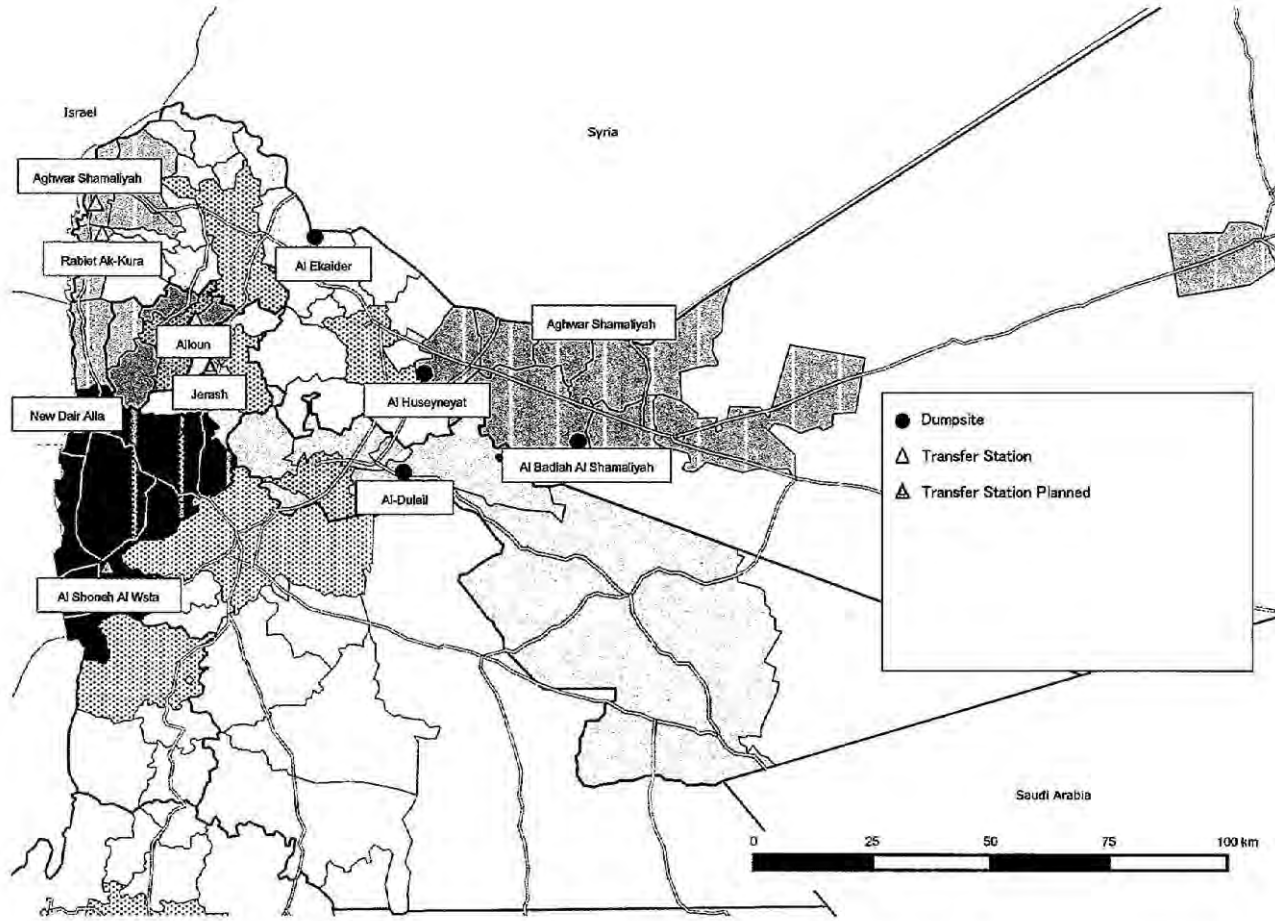 Israel
Syria
Aghwar Shamaliyah
Rabiet Ak-Kura
Al Ekaider
Aghwar Shamaliyah
Alloun
Jerash
New Dair Alla
Al Huseyneyat
Dumpsite
Transfer Station
Transfer Station Planned
Al Badiah Al Shamaliyah
Al-Duleil
Al Shoneh Al Wsta
Saudi Arabia
0 25 50 75 100 km